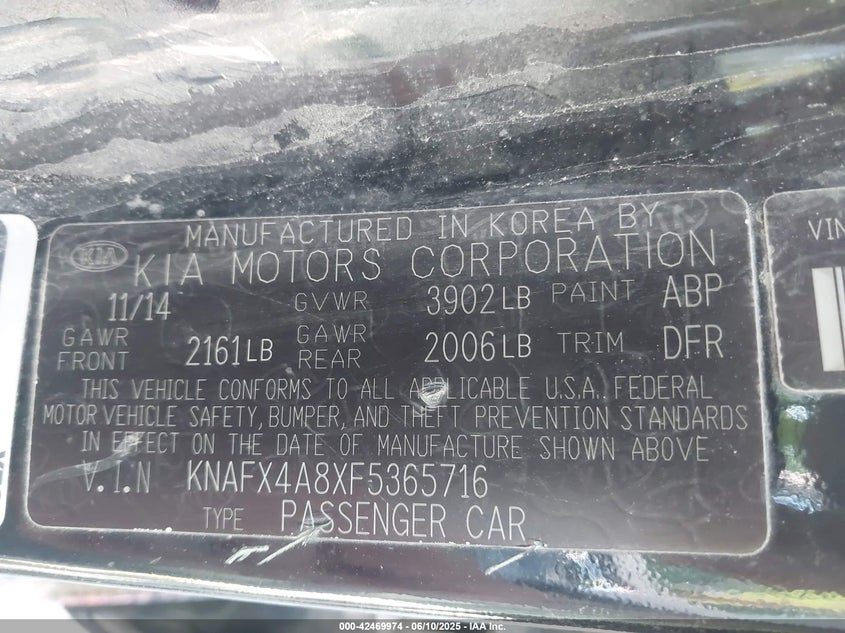 MANUFACTURED IN KOREA BY
KIA KIA MOTORS CORPORATION
11/14 GVWR 3902LB PAINT ABP
GAWR FRONT 2161LB GAWR REAR 2006LB TRIM DFR
THIS VEHICLE CONFORMS TO ALL APPLICABLE U.S.A. FEDERAL
MOTOR VEHICLE SAFETY, BUMPER, AND THEFT PREVENTION STANDARDS
IN EFFECT ON THE DATE OF MANUFACTURE SHOWN ABOVE
V.I.N KNAFX4A8XF5365716
TYPE PASSENGER CAR
VIN
000-42469974 - 06/10/2025 - IAA Inc.